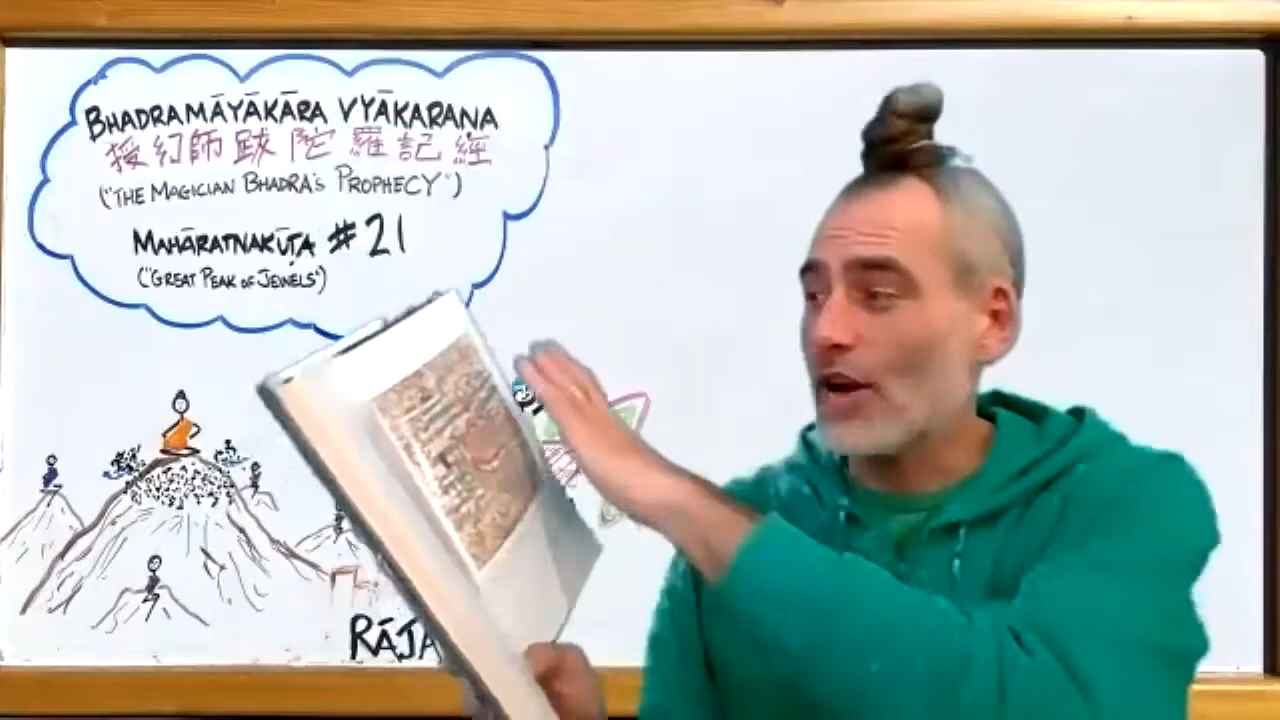 BHADRAMĀYĀKĀRA VYĀKARANA
授幻師跋陀羅記經
("THE MAGICIAN BHADRA'S PROPHECY")
MAHĀRATNAKŪṬA #21
("GREAT PEAK OF JEWELS")
RĀJA